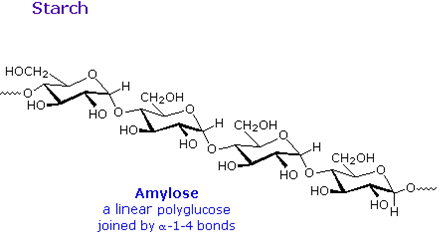 Starch
HOCH₂ O H
HO HO O CH₂OH O H
HO HO O CH₂OH O H
HO HO O CH₂OH O O
HO HO H
Amylose
a linear polyglucose
joined by α-1-4 bonds